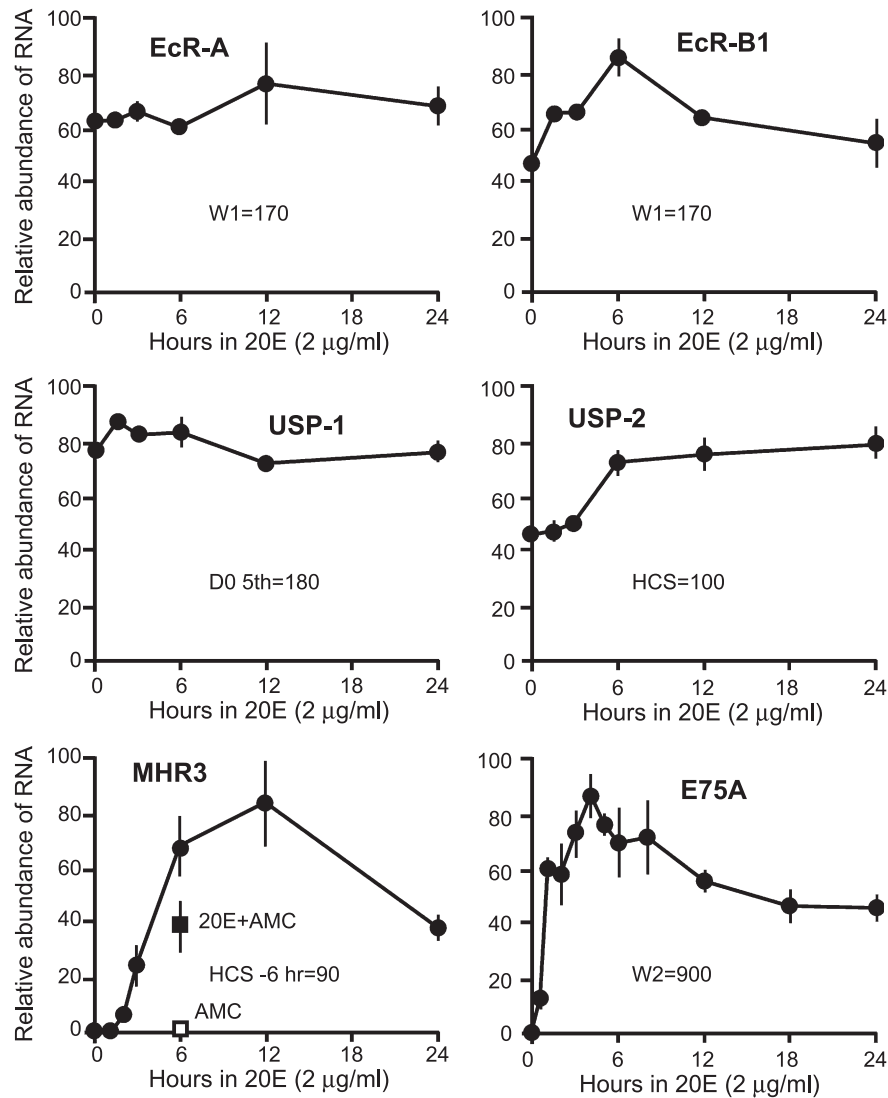 EcR-A
Relative abundance of RNA
100
80
60
40
20
0
W1=170
0 6 12 18 24
Hours in 20E (2 μg/ml)
EcR-B1
100
80
60
40
20
0
W1=170
0 6 12 18 24
Hours in 20E (2 μg/ml)
USP-1
Relative abundance of RNA
100
80
60
40
20
0
D0 5th=180
0 6 12 18 24
Hours in 20E (2 μg/ml)
USP-2
100
80
60
40
20
0
HCS=100
0 6 12 18 24
Hours in 20E (2 μg/ml)
MHR3
Relative abundance of RNA
100
80
60
40
20
0
20E+AMC
HCS -6 hr=90
AMC
0 6 12 18 24
Hours in 20E (2 μg/ml)
E75A
100
80
60
40
20
0
W2=900
0 6 12 18 24
Hours in 20E (2 μg/ml)